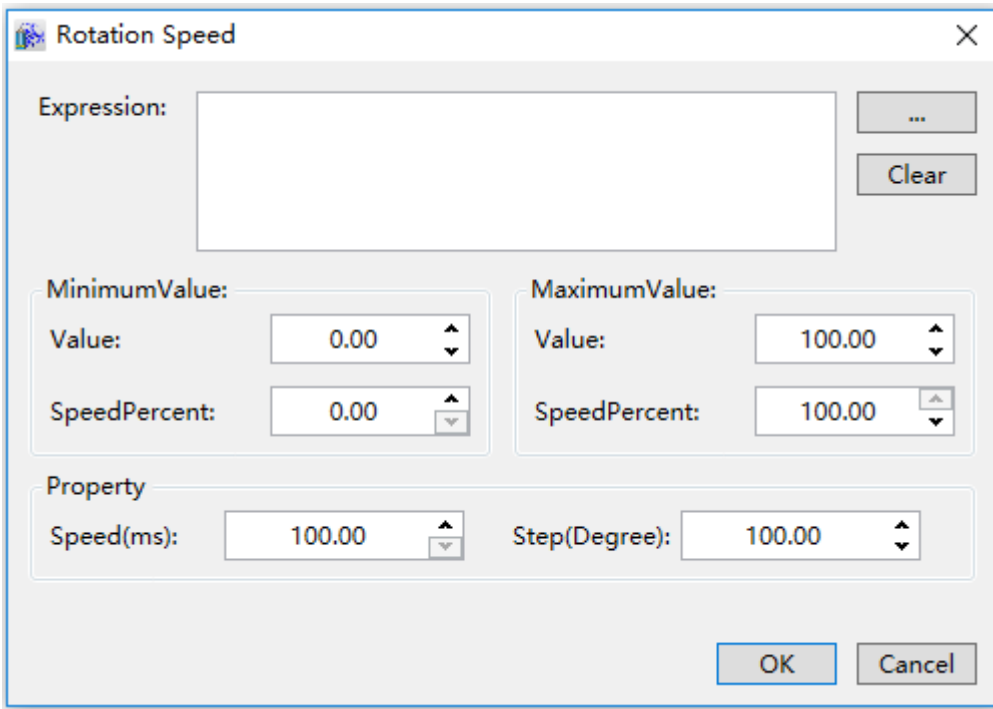 Rotation Speed
Expression:
...
Clear
MinimumValue:
Value: 0.00
SpeedPercent: 0.00
MaximumValue:
Value: 100.00
SpeedPercent: 100.00
Property
Speed(ms): 100.00 Step(Degree): 100.00
OK Cancel